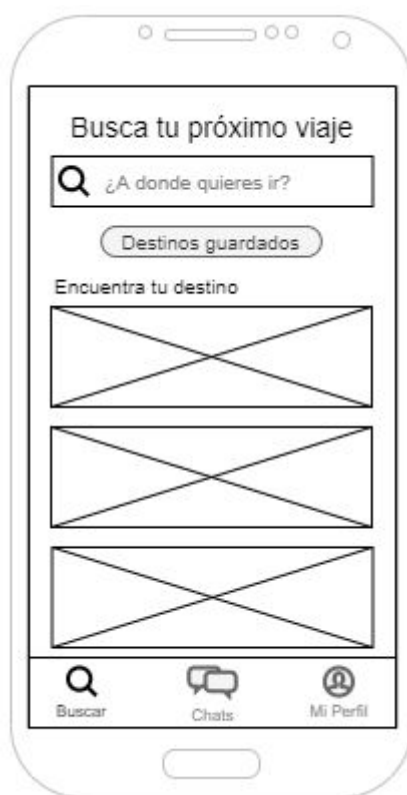 Busca tu próximo viaje
¿A donde quieres ir?
Destinos guardados
Encuentra tu destino
Buscar
Chats
Mi Perfil